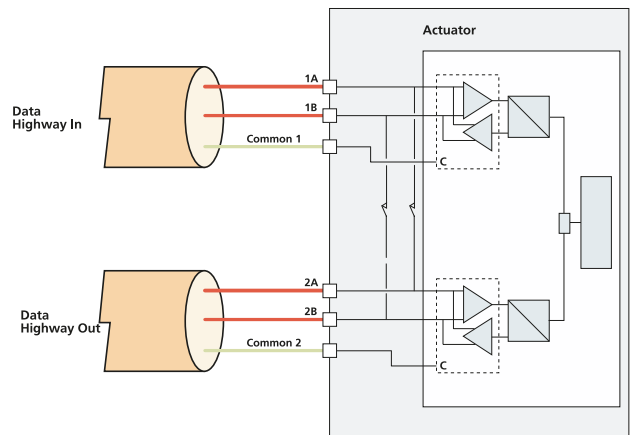 Actuator
1A
Data
Highway In
1B
Common 1
C
2A
Data
Highway Out
2B
Common 2
C